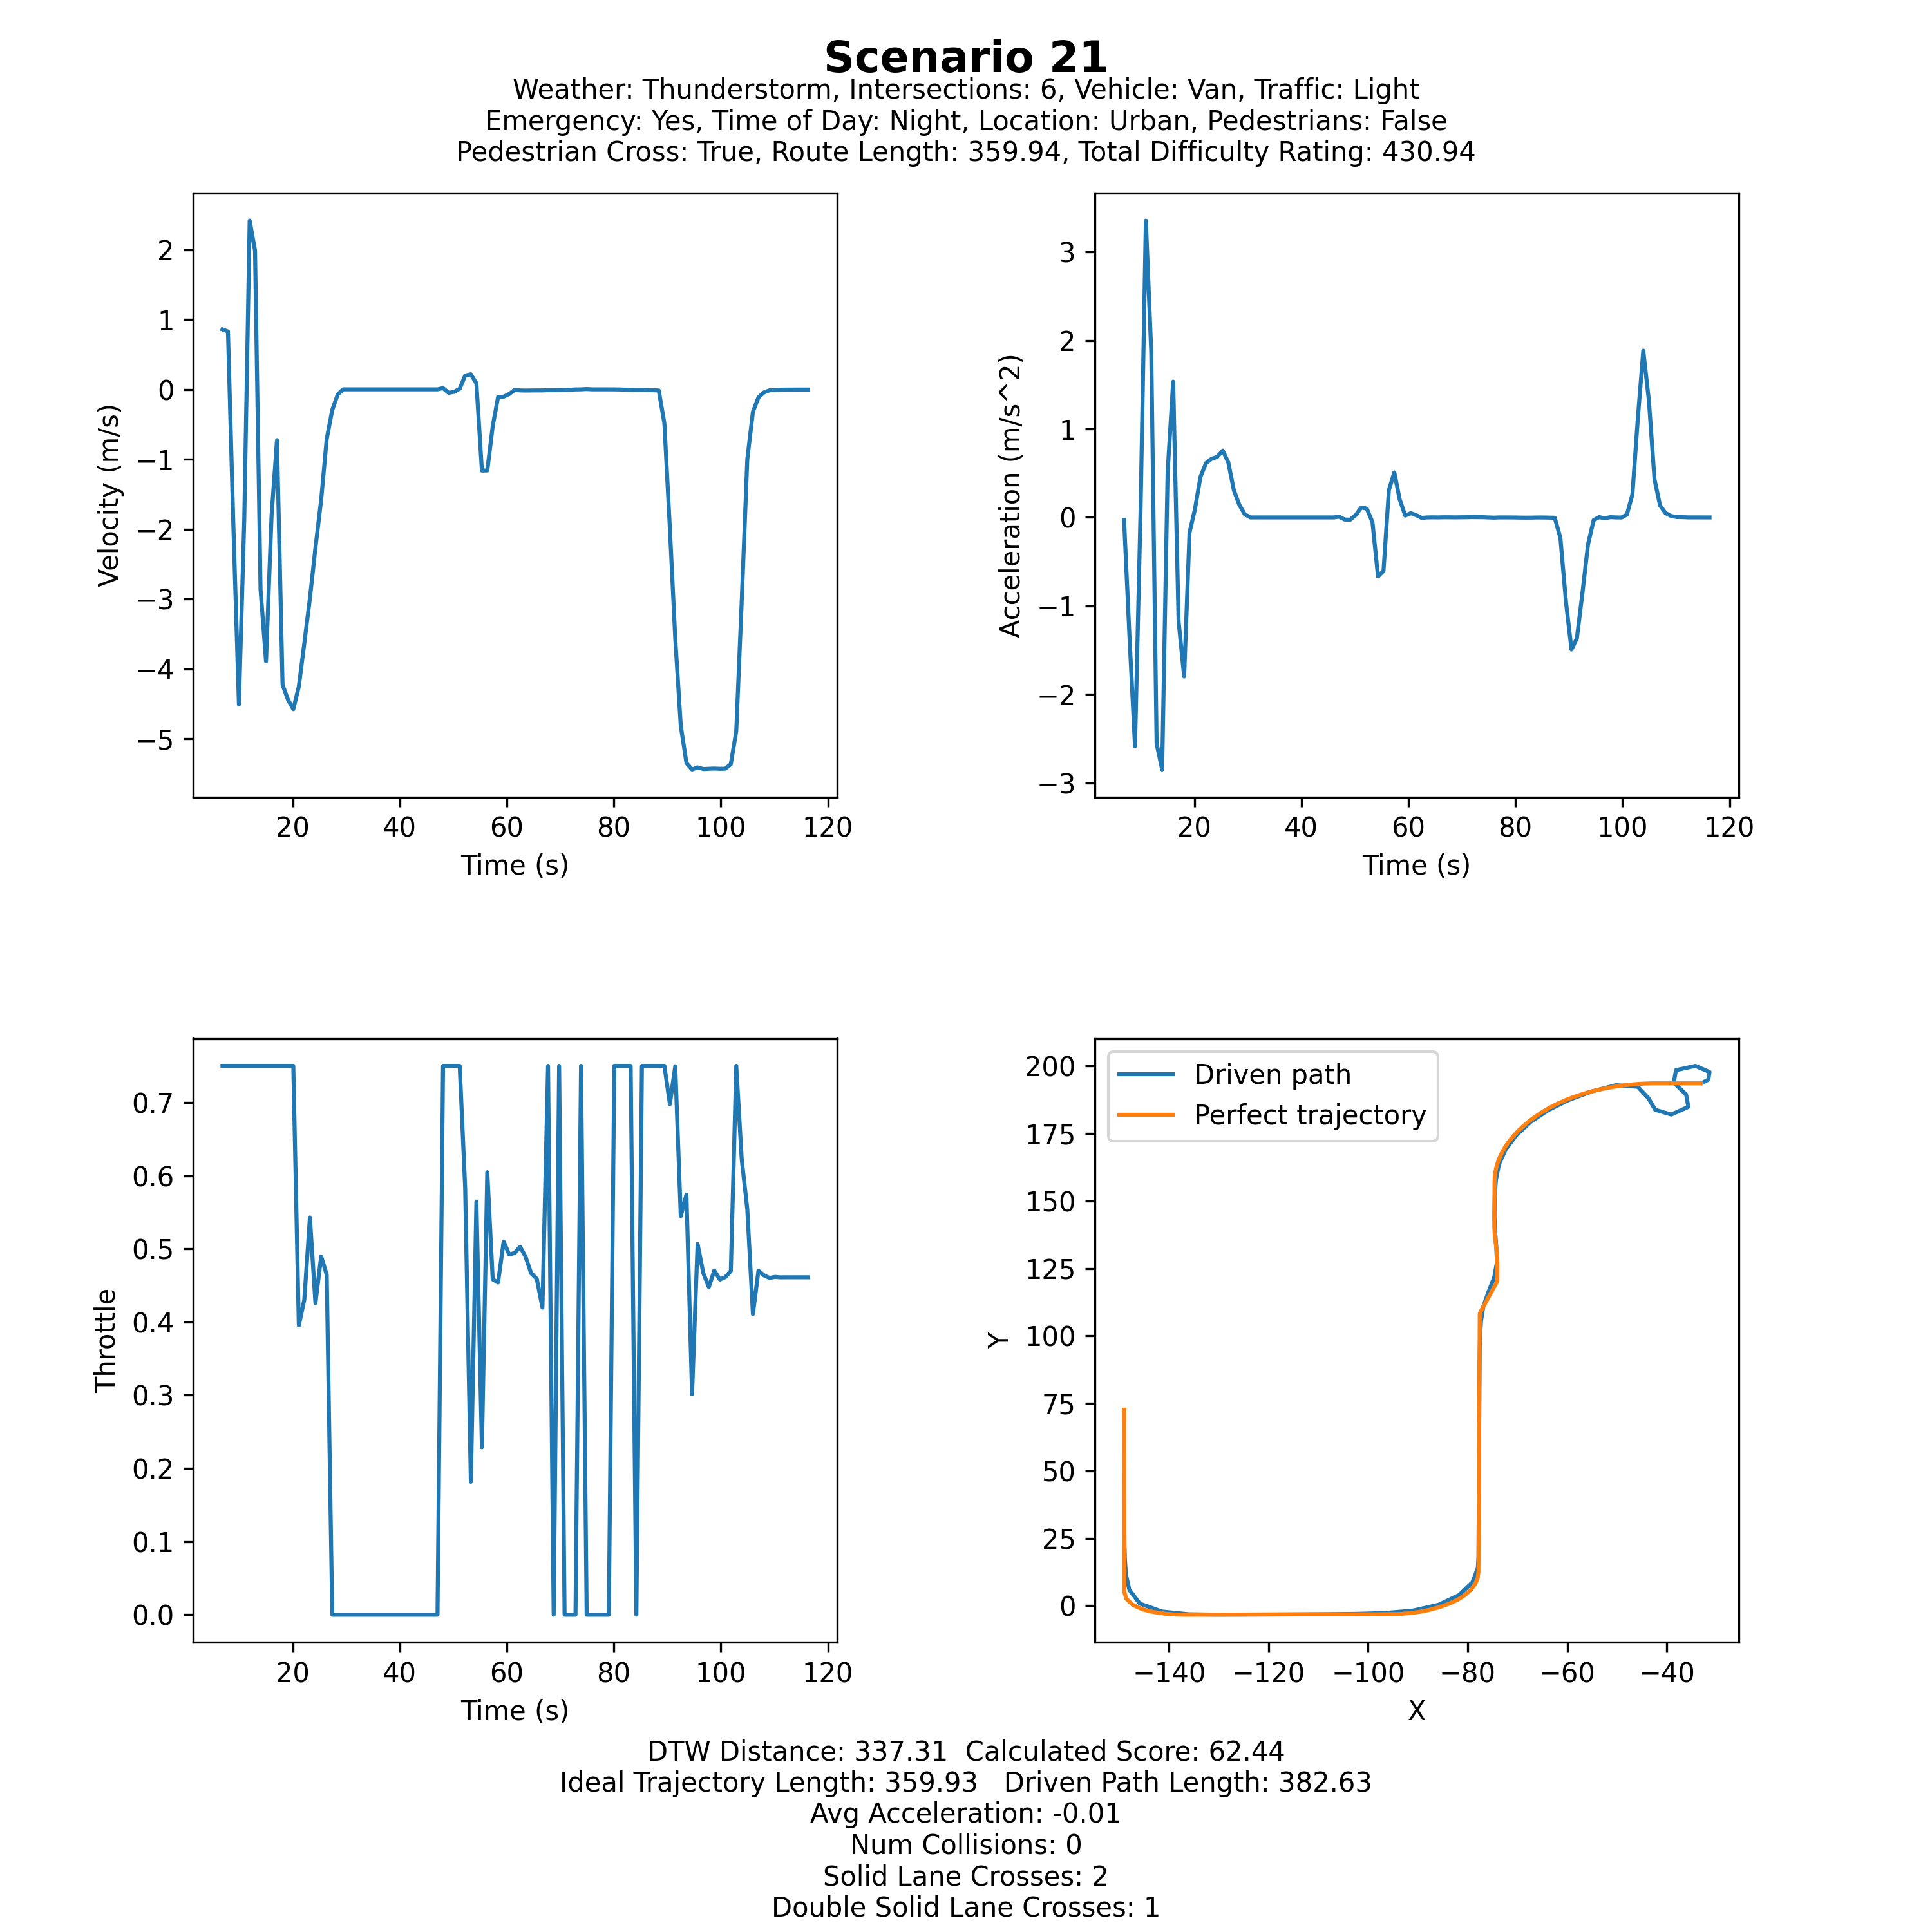 Scenario 21
Weather: Thunderstorm, Intersections: 6, Vehicle: Van, Traffic: Light
Emergency: Yes, Time of Day: Night, Location: Urban, Pedestrians: False
Pedestrian Cross: True, Route Length: 359.94, Total Difficulty Rating: 430.94
2
1
0
−1
−2
−3
−4
−5
Velocity (m/s)
20 40 60 80 100 120
Time (s)
3
2
1
0
−1
−2
−3
Acceleration (m/s^2)
20 40 60 80 100 120
Time (s)
0.7
0.6
0.5
0.4
0.3
0.2
0.1
0.0
Throttle
20 40 60 80 100 120
Time (s)
Driven path
Perfect trajectory
200
175
150
125
100
75
50
25
0
Y
−140 −120 −100 −80 −60 −40
X
DTW Distance: 337.31  Calculated Score: 62.44
Ideal Trajectory Length: 359.93   Driven Path Length: 382.63
Avg Acceleration: -0.01
Num Collisions: 0
Solid Lane Crosses: 2
Double Solid Lane Crosses: 1